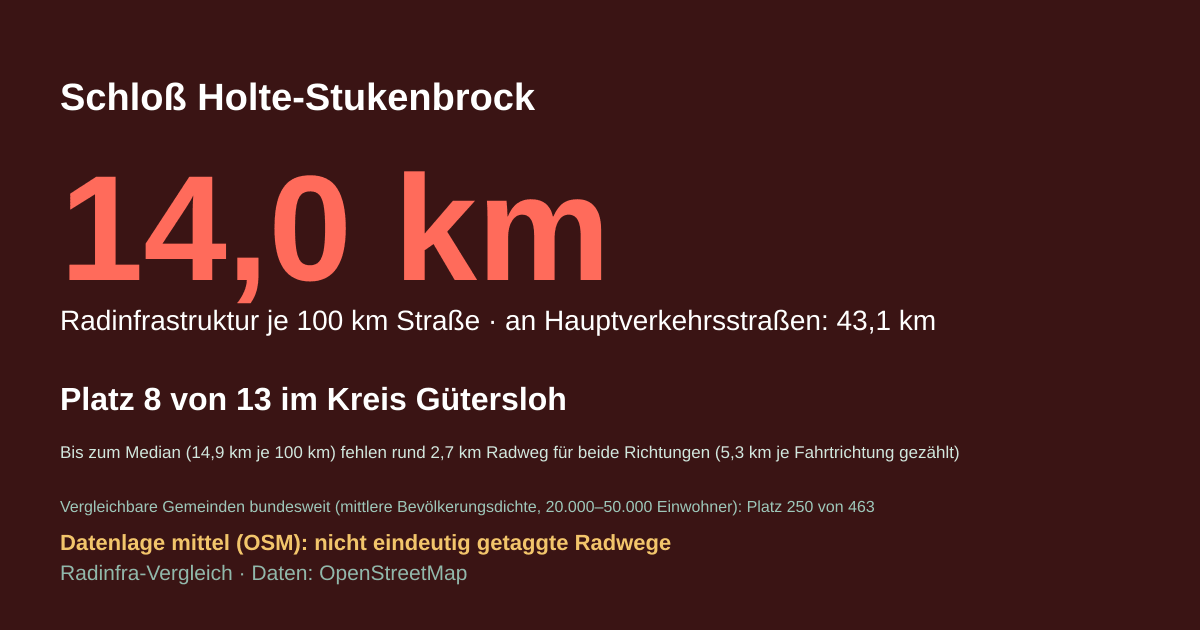 Schloß Holte-Stukenbrock
14,0 km
Radinfrastruktur je 100 km Straße · an Hauptverkehrsstraßen: 43,1 km
Platz 8 von 13 im Kreis Gütersloh
Bis zum Median (14,9 km je 100 km) fehlen rund 2,7 km Radweg für beide Richtungen (5,3 km je Fahrtrichtung gezählt)
Vergleichbare Gemeinden bundesweit (mittlere Bevölkerungsdichte, 20.000–50.000 Einwohner): Platz 250 von 463
Datenlage mittel (OSM): nicht eindeutig getaggte Radwege
Radinfra-Vergleich · Daten: OpenStreetMap